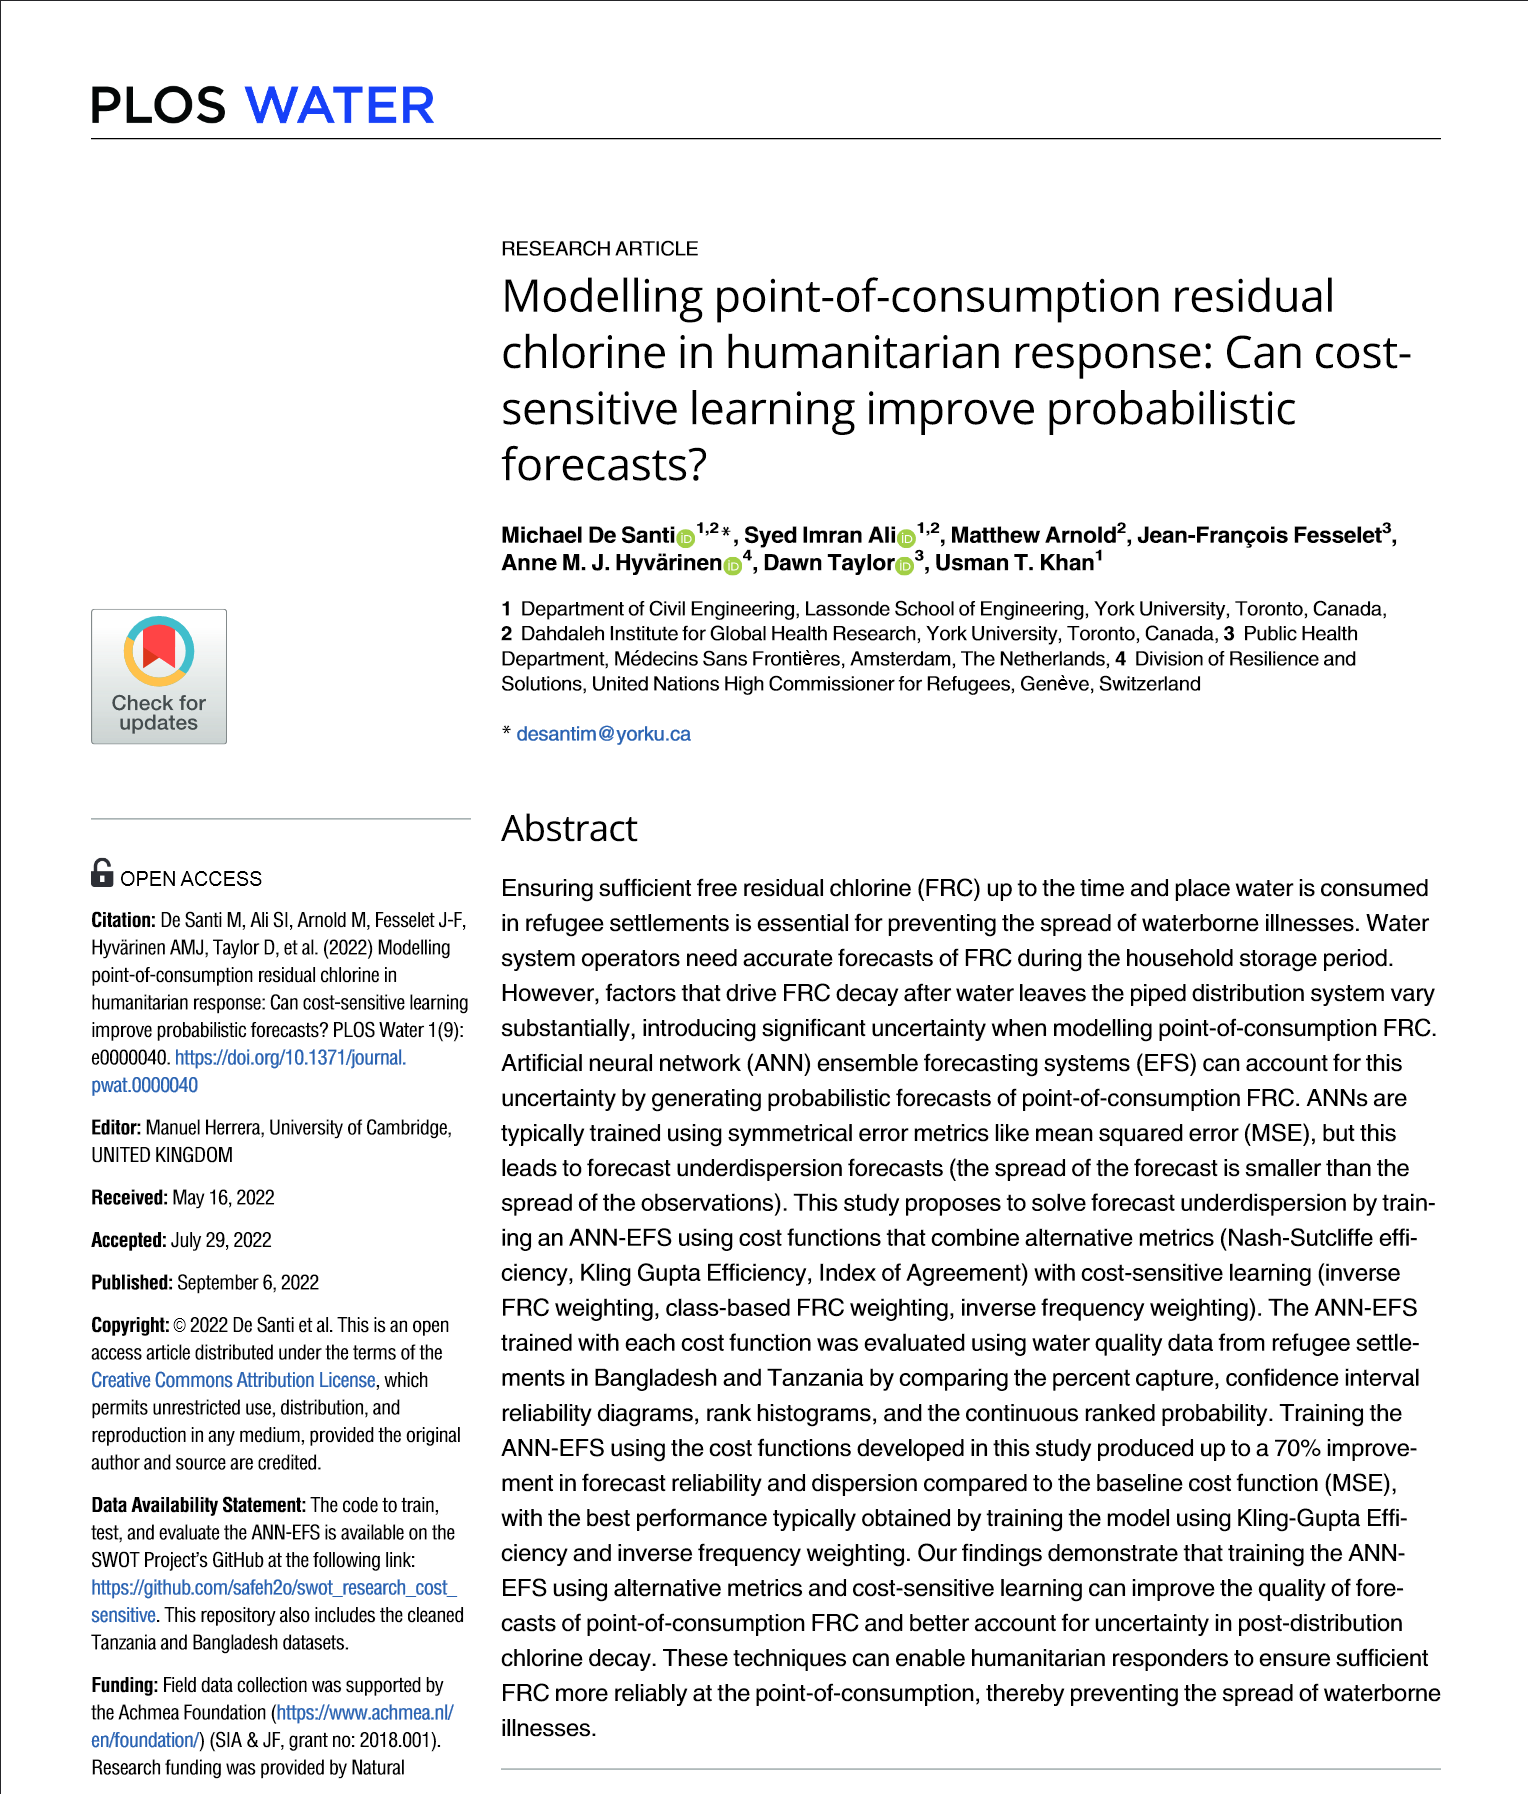 PLOS WATER
RESEARCH ARTICLE
Modelling point-of-consumption residual
chlorine in humanitarian response: Can cost-
sensitive learning improve probabilistic
forecasts?
Michael De Santi iD 1,2*, Syed Imran Ali iD 1,2, Matthew Arnold2, Jean-François Fesselet3,
Anne M. J. Hyvärinen iD 4, Dawn Taylor iD 3, Usman T. Khan1
1 Department of Civil Engineering, Lassonde School of Engineering, York University, Toronto, Canada,
2 Dahdaleh Institute for Global Health Research, York University, Toronto, Canada, 3 Public Health
Department, Médecins Sans Frontières, Amsterdam, The Netherlands, 4 Division of Resilience and
Solutions, United Nations High Commissioner for Refugees, Genève, Switzerland
* desantim@yorku.ca
Check for
updates
OPEN ACCESS
Citation: De Santi M, Ali SI, Arnold M, Fesselet J-F,
Hyvärinen AMJ, Taylor D, et al. (2022) Modelling
point-of-consumption residual chlorine in
humanitarian response: Can cost-sensitive learning
improve probabilistic forecasts? PLOS Water 1(9):
e0000040. https://doi.org/10.1371/journal.
pwat.0000040
Editor: Manuel Herrera, University of Cambridge,
UNITED KINGDOM
Received: May 16, 2022
Accepted: July 29, 2022
Published: September 6, 2022
Copyright: © 2022 De Santi et al. This is an open
access article distributed under the terms of the
Creative Commons Attribution License, which
permits unrestricted use, distribution, and
reproduction in any medium, provided the original
author and source are credited.
Data Availability Statement: The code to train,
test, and evaluate the ANN-EFS is available on the
SWOT Project's GitHub at the following link:
https://github.com/safeh2o/swot_research_cost_
sensitive. This repository also includes the cleaned
Tanzania and Bangladesh datasets.
Funding: Field data collection was supported by
the Achmea Foundation (https://www.achmea.nl/
en/foundation/) (SIA & JF, grant no: 2018.001).
Research funding was provided by Natural
Abstract
Ensuring sufficient free residual chlorine (FRC) up to the time and place water is consumed
in refugee settlements is essential for preventing the spread of waterborne illnesses. Water
system operators need accurate forecasts of FRC during the household storage period.
However, factors that drive FRC decay after water leaves the piped distribution system vary
substantially, introducing significant uncertainty when modelling point-of-consumption FRC.
Artificial neural network (ANN) ensemble forecasting systems (EFS) can account for this
uncertainty by generating probabilistic forecasts of point-of-consumption FRC. ANNs are
typically trained using symmetrical error metrics like mean squared error (MSE), but this
leads to forecast underdispersion forecasts (the spread of the forecast is smaller than the
spread of the observations). This study proposes to solve forecast underdispersion by train-
ing an ANN-EFS using cost functions that combine alternative metrics (Nash-Sutcliffe effi-
ciency, Kling Gupta Efficiency, Index of Agreement) with cost-sensitive learning (inverse
FRC weighting, class-based FRC weighting, inverse frequency weighting). The ANN-EFS
trained with each cost function was evaluated using water quality data from refugee settle-
ments in Bangladesh and Tanzania by comparing the percent capture, confidence interval
reliability diagrams, rank histograms, and the continuous ranked probability. Training the
ANN-EFS using the cost functions developed in this study produced up to a 70% improve-
ment in forecast reliability and dispersion compared to the baseline cost function (MSE),
with the best performance typically obtained by training the model using Kling-Gupta Effi-
ciency and inverse frequency weighting. Our findings demonstrate that training the ANN-
EFS using alternative metrics and cost-sensitive learning can improve the quality of fore-
casts of point-of-consumption FRC and better account for uncertainty in post-distribution
chlorine decay. These techniques can enable humanitarian responders to ensure sufficient
FRC more reliably at the point-of-consumption, thereby preventing the spread of waterborne
illnesses.